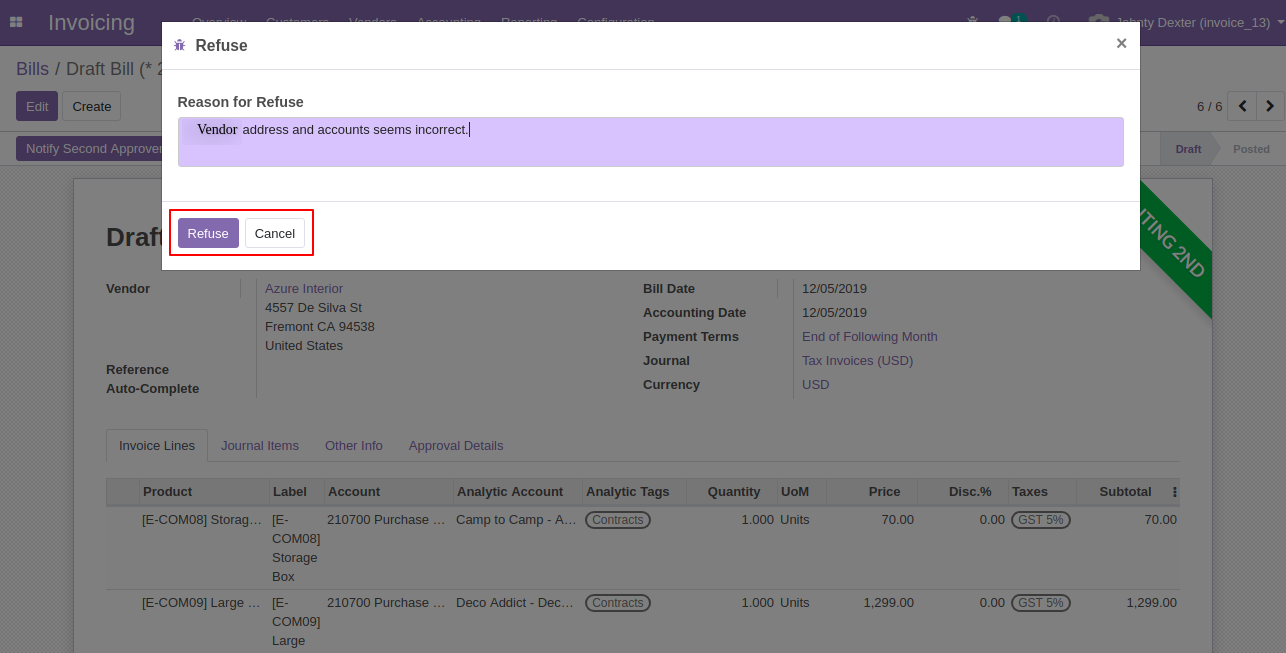 Invoicing
Overview Customers Vendors Accounting Reporting Configuration
1
Johnty Dexter (invoice_13)
Refuse ×
Bills / Draft Bill (* 2
Edit Create
6 / 6
Reason for Refuse
Vendor address and accounts seems incorrect.
Notify Second Approver
Draft Posted
Refuse Cancel
Draft
ITING 2ND
Vendor Azure Interior
4557 De Silva St
Fremont CA 94538
United States
Reference
Auto-Complete
Bill Date 12/05/2019
Accounting Date 12/05/2019
Payment Terms End of Following Month
Journal Tax Invoices (USD)
Currency USD
Invoice Lines Journal Items Other Info Approval Details
Product Label Account Analytic Account Analytic Tags Quantity UoM Price Disc.% Taxes Subtotal
[E-COM08] Storag… [E- 210700 Purchase … Camp to Camp - A… Contracts 1.000 Units 70.00 0.00 GST 5% 70.00
COM08]
Storage
Box
[E-COM09] Large … [E- 210700 Purchase … Deco Addict - Dec… Contracts 1.000 Units 1,299.00 0.00 GST 5% 1,299.00
COM09]
Large